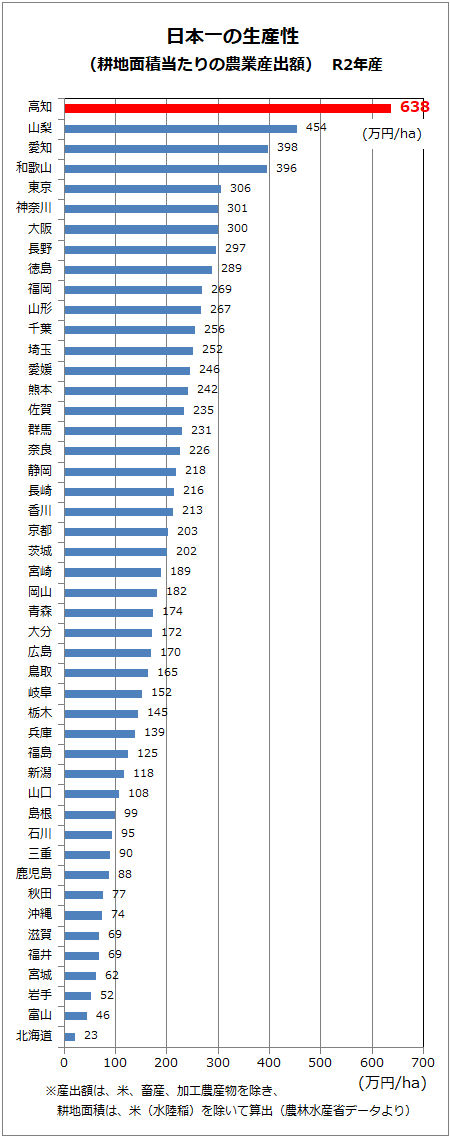 日本一の生産性
（耕地面積当たりの農業産出額） R2年産
高知 638
(万円/ha)
山梨 454
愛知 398
和歌山 396
東京 306
神奈川 301
大阪 300
長野 297
徳島 289
福岡 269
山形 267
千葉 256
埼玉 252
愛媛 246
熊本 242
佐賀 235
群馬 231
奈良 226
静岡 218
長崎 216
香川 213
京都 203
茨城 202
宮崎 189
岡山 182
青森 174
大分 172
広島 170
鳥取 165
岐阜 152
栃木 145
兵庫 139
福島 125
新潟 118
山口 108
島根 99
石川 95
三重 90
鹿児島 88
秋田 77
沖縄 74
滋賀 69
福井 69
宮城 62
岩手 52
富山 46
北海道 23
0 100 200 300 400 500 600 700
(万円/ha)
※産出額は、米、畜産、加工農産物を除き、
耕地面積は、米（水陸稲）を除いて算出（農林水産省データより）